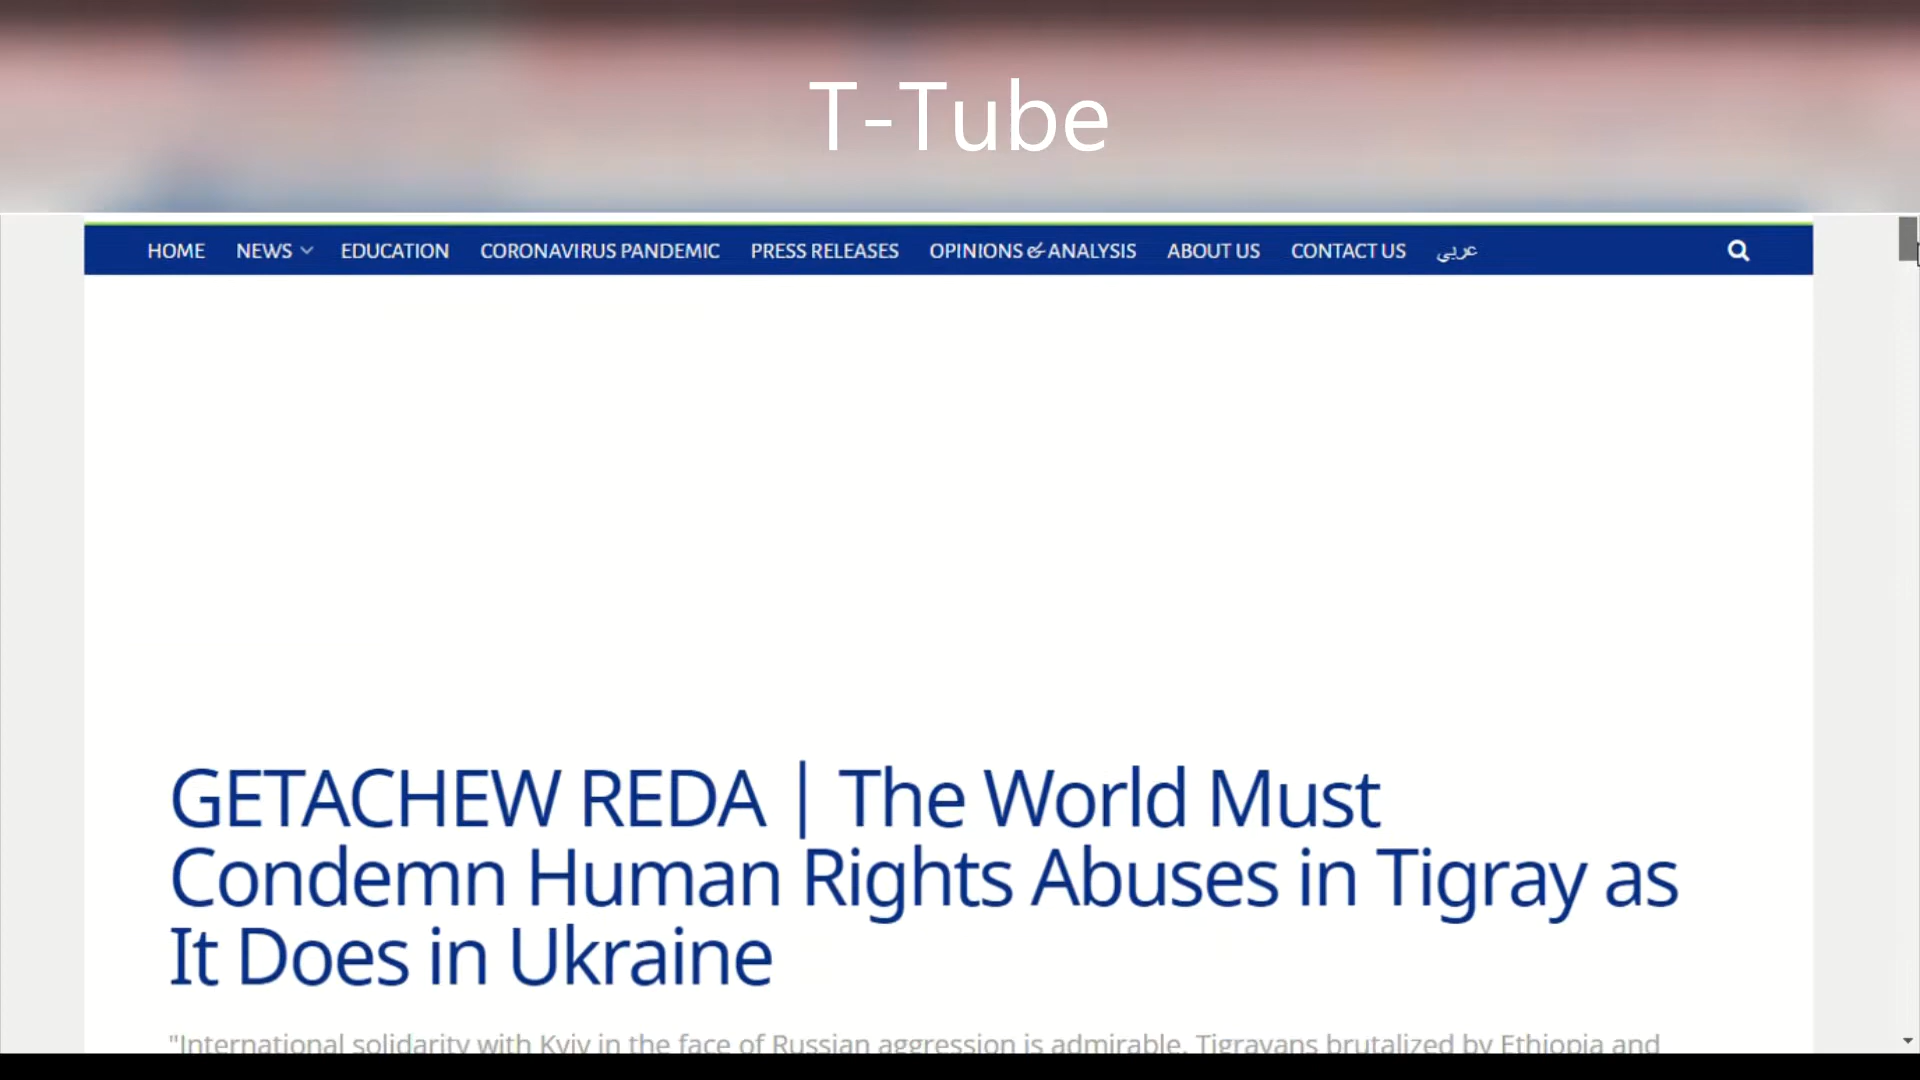 T-Tube
HOME NEWS EDUCATION CORONAVIRUS PANDEMIC PRESS RELEASES OPINIONS & ANALYSIS ABOUT US CONTACT US عربي
GETACHEW REDA | The World Must
Condemn Human Rights Abuses in Tigray as
It Does in Ukraine
"International solidarity with Kyiv in the face of Russian aggression is admirable. Tigrayans brutalized by Ethiopia and